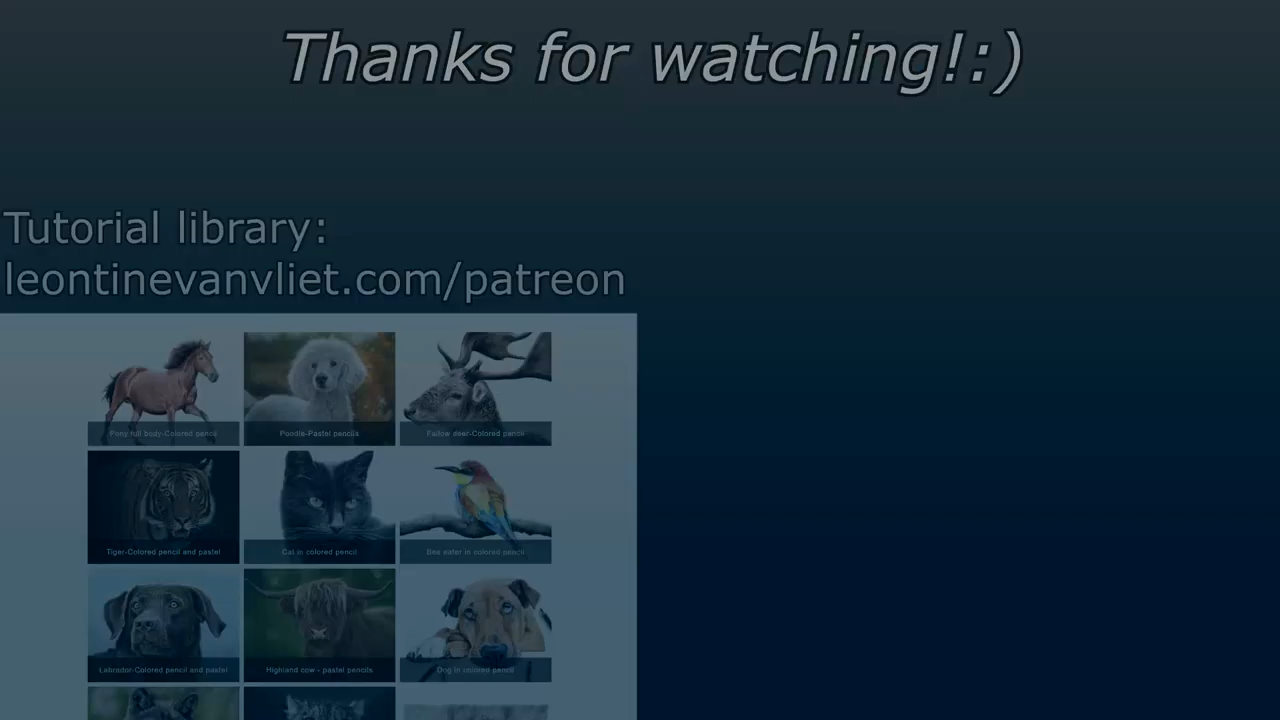 Thanks for watching!:)
Tutorial library:
leontinevanvliet.com/patreon
Pony full body-Colored pencil
Poodle-Pastel pencils
Fallow deer-Colored pencil
Tiger-Colored pencil and pastel
Cat in colored pencil
Bee eater in colored pencil
Labrador-Colored pencil and pastel
Highland cow - pastel pencils
Dog in colored pencil